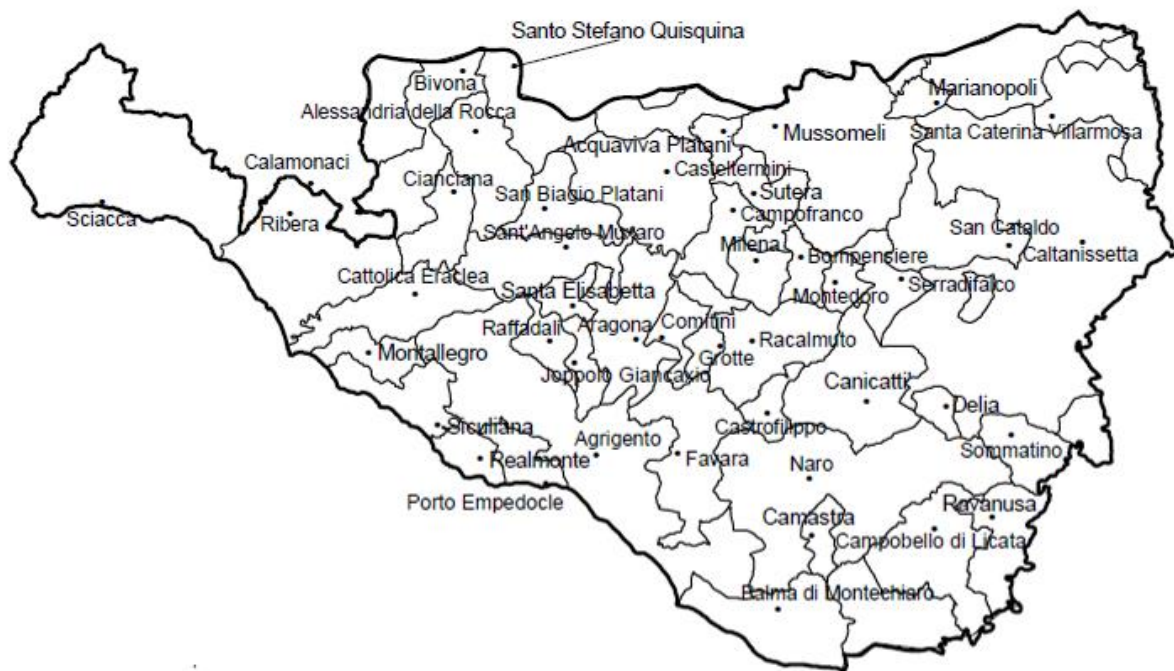 Santo Stefano Quisquina
Bivona
Marianopoli
Alessandria della Rocca
Mussomeli
Santa Caterina Villarmosa
Acquaviva Platani
Calamonaci
Casteltermini
Cianciana
San Biagio Platani
Sutera
Sciacca
Ribera
Campofranco
San Cataldo
Sant'Angelo Muxaro
Milena
Bompensiere
Caltanissetta
Cattolica Eraclea
Santa Elisabetta
Montedoro
Serradifalco
Raffadali
Aragona
Comitini
Montallegro
Grotte
Racalmuto
Joppolo Giancaxio
Canicatti'
Castrofilippo
Delia
Siculiana
Agrigento
Sommatino
Realmonte
Favara
Naro
Porto Empedocle
Camastra
Ravanusa
Campobello di Licata
Palma di Montechiaro